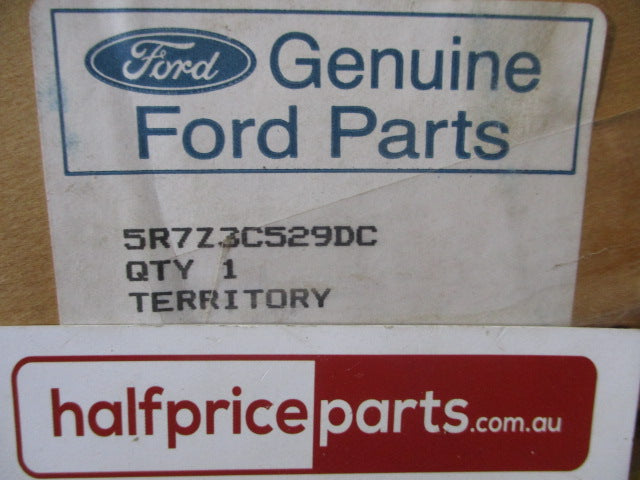 Ford Genuine
Ford Parts
5R7Z3C529DC
QTY 1
TERRITORY
halfpriceparts.com.au